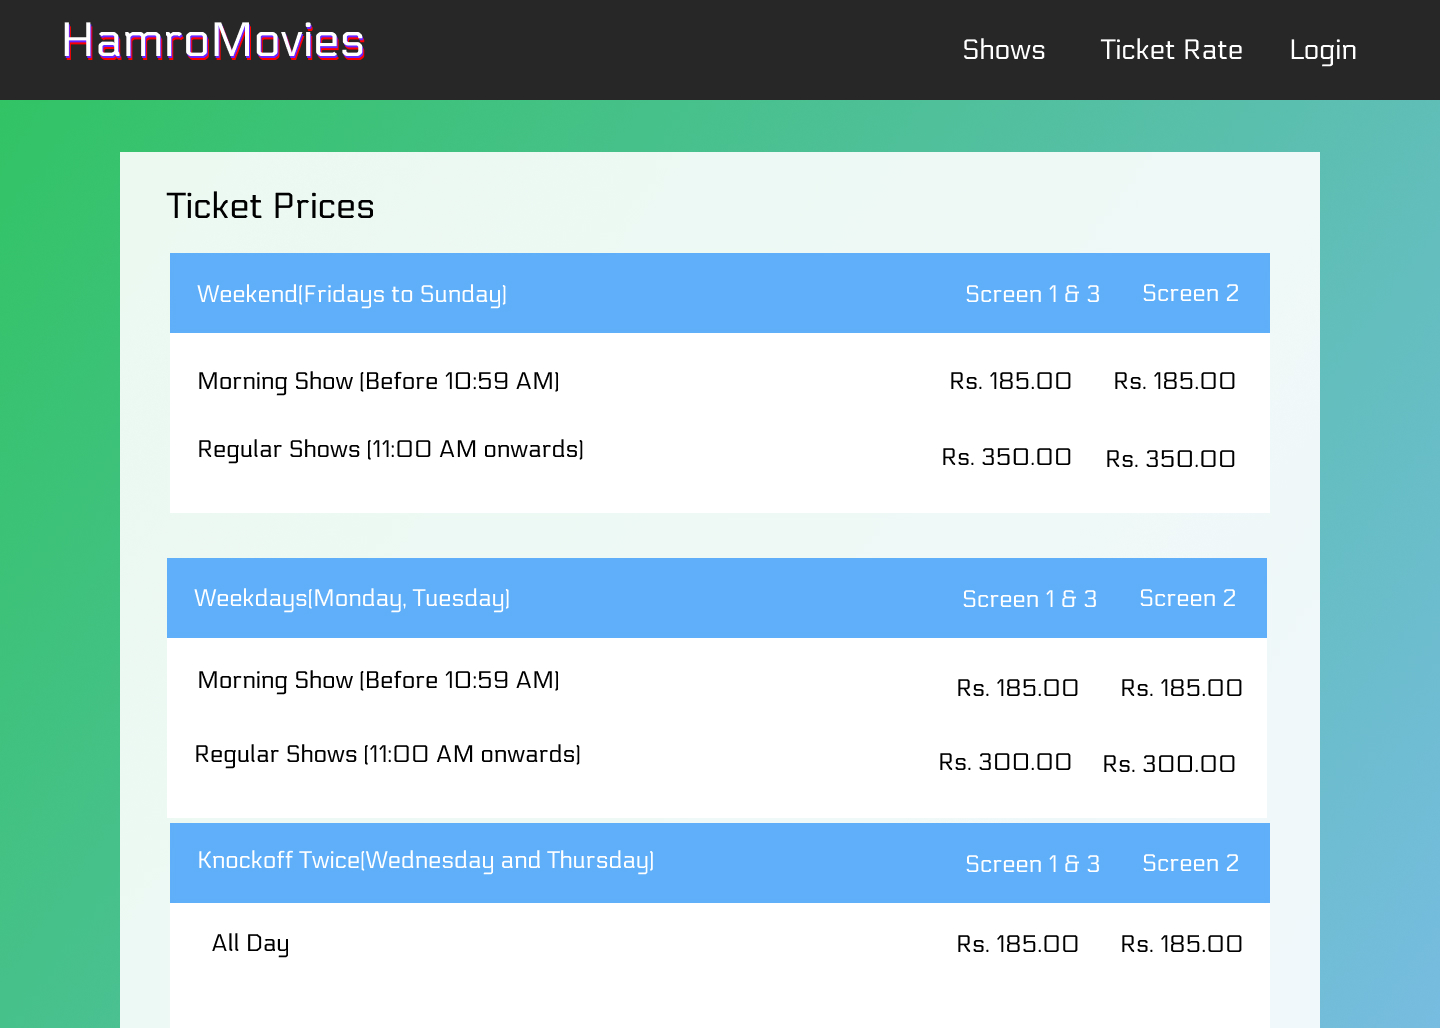 HamroMovies Shows Ticket Rate Login
Ticket Prices
Weekend(Fridays to Sunday) Screen 1 & 3 Screen 2
Morning Show (Before 10:59 AM) Rs. 185.00 Rs. 185.00
Regular Shows (11:00 AM onwards) Rs. 350.00 Rs. 350.00
Weekdays(Monday, Tuesday) Screen 1 & 3 Screen 2
Morning Show (Before 10:59 AM) Rs. 185.00 Rs. 185.00
Regular Shows (11:00 AM onwards) Rs. 300.00 Rs. 300.00
Knockoff Twice(Wednesday and Thursday) Screen 1 & 3 Screen 2
All Day Rs. 185.00 Rs. 185.00